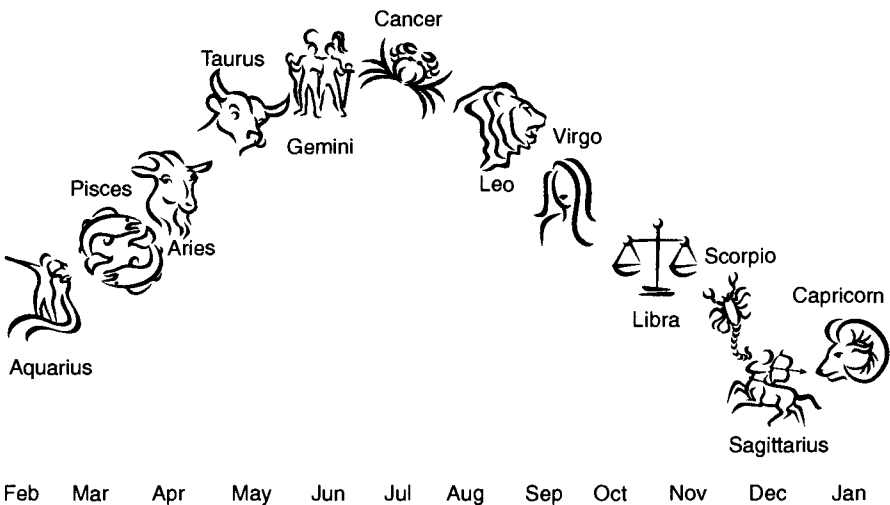 Cancer
Taurus
Gemini
Virgo
Leo
Pisces
Aries
Scorpio
Libra
Capricorn
Aquarius
Sagittarius
Feb Mar Apr May Jun Jul Aug Sep Oct Nov Dec Jan